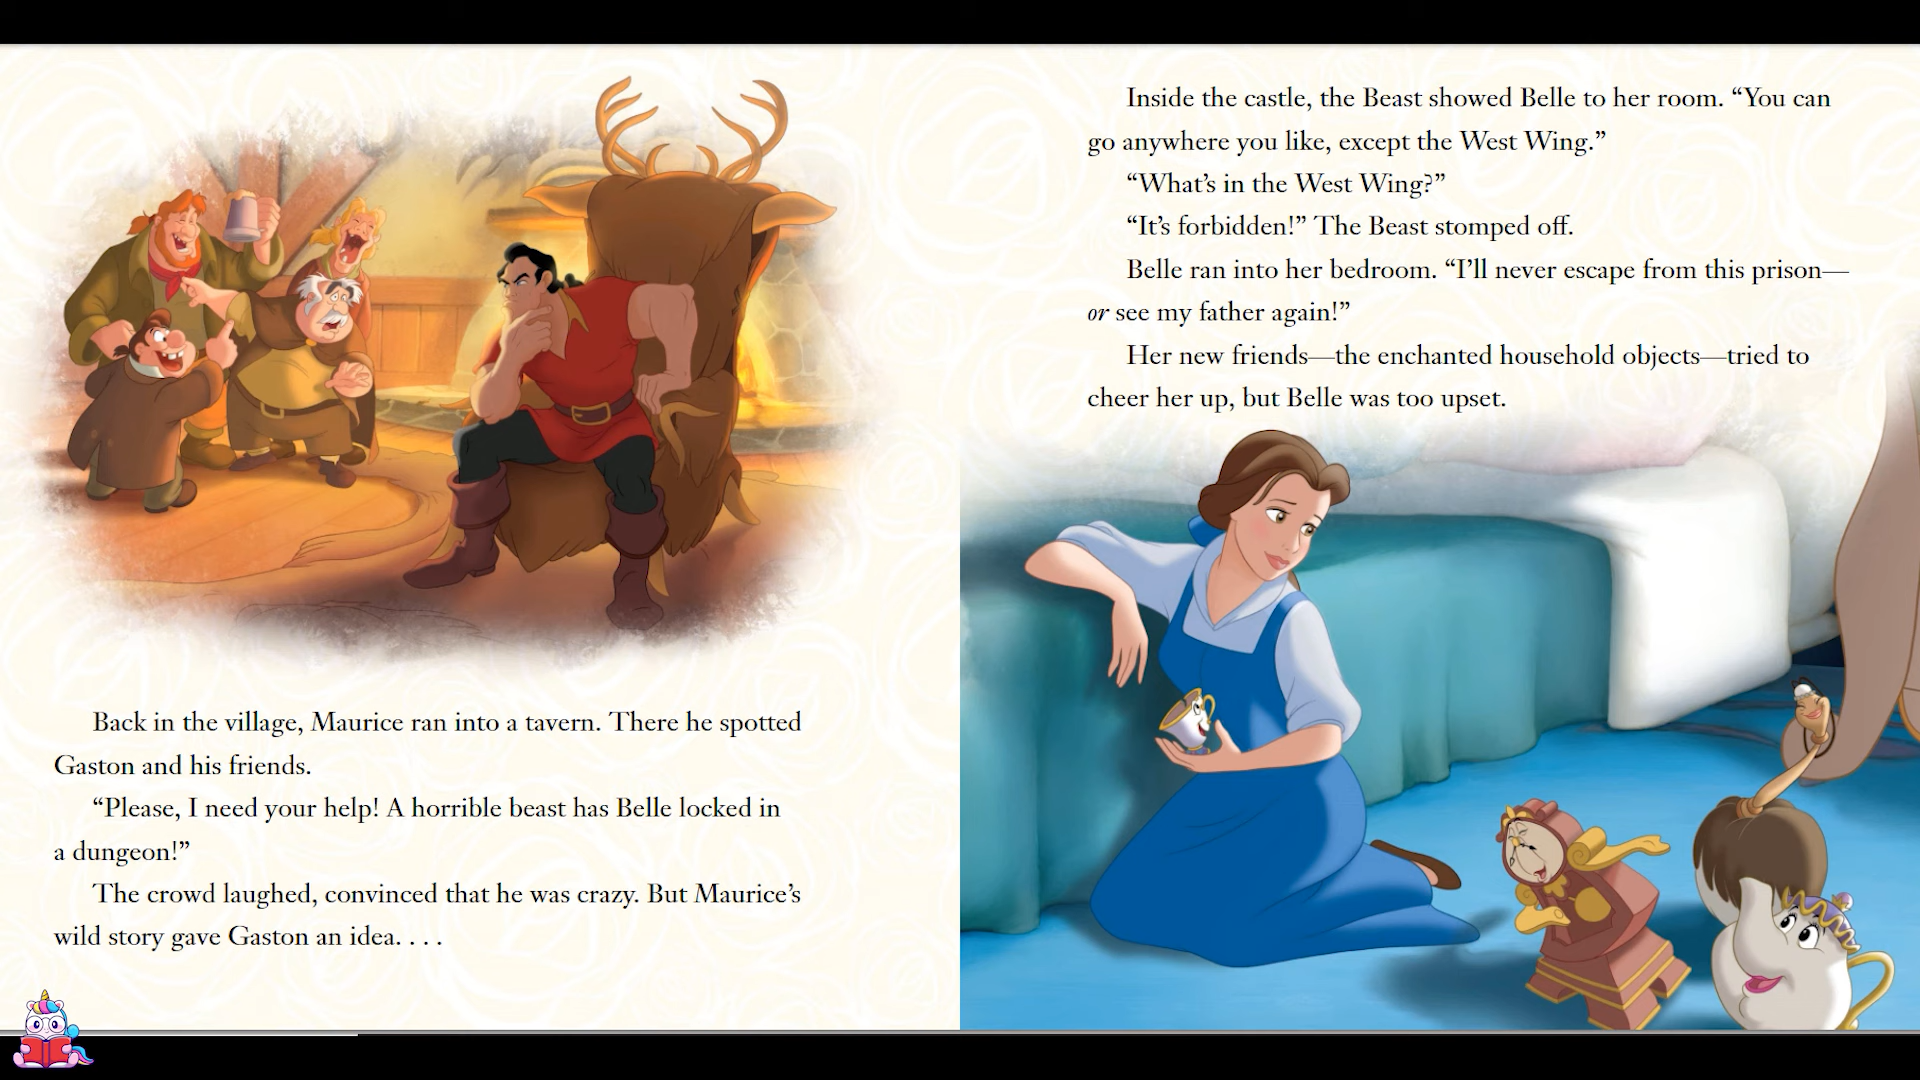 Back in the village, Maurice ran into a tavern. There he spotted
Gaston and his friends.
“Please, I need your help! A horrible beast has Belle locked in
a dungeon!”
The crowd laughed, convinced that he was crazy. But Maurice’s
wild story gave Gaston an idea. . . .
Inside the castle, the Beast showed Belle to her room. “You can
go anywhere you like, except the West Wing.”
“What’s in the West Wing?”
“It’s forbidden!” The Beast stomped off.
Belle ran into her bedroom. “I’ll never escape from this prison—
or see my father again!”
Her new friends—the enchanted household objects—tried to
cheer her up, but Belle was too upset.